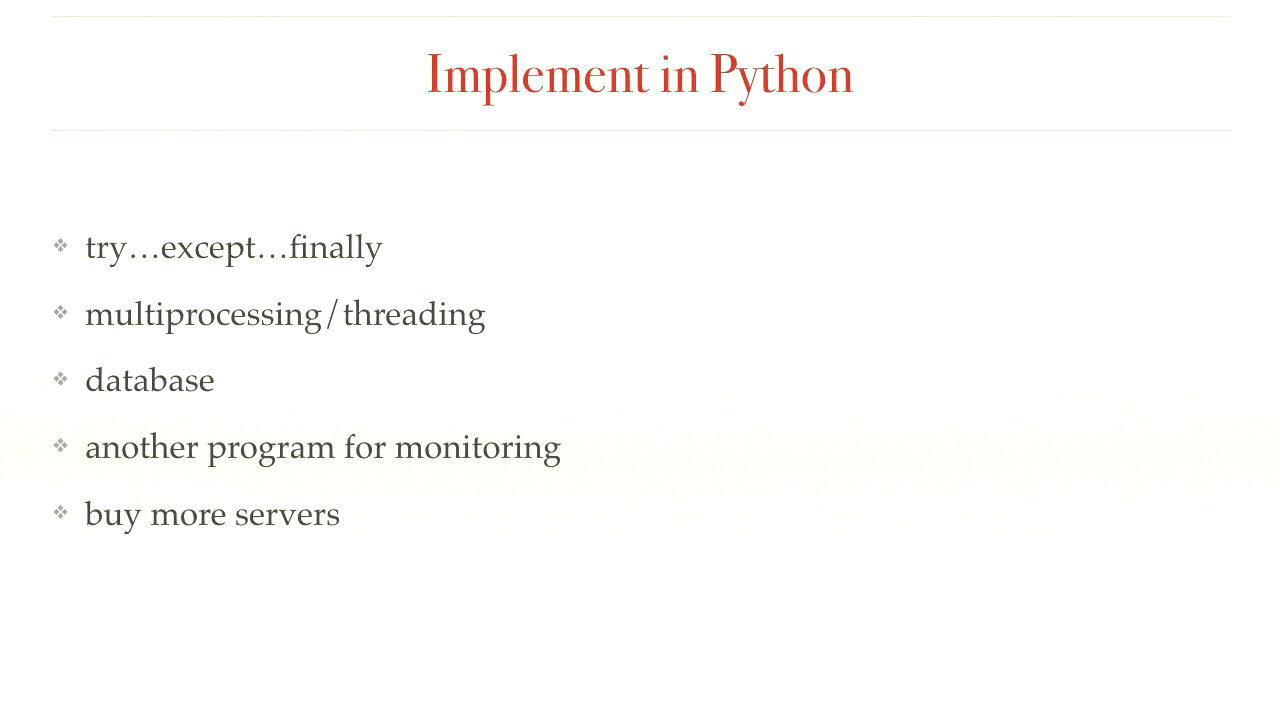 Implement in Python
❖ try…except…finally
❖ multiprocessing/threading
❖ database
❖ another program for monitoring
❖ buy more servers